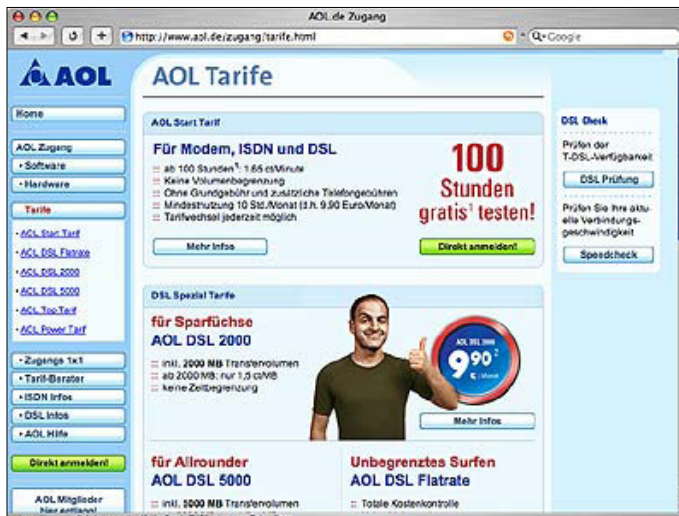 AOL.de Zugang
http://www.aol.de/zugang/tarife.html
Google
AOL
AOL Tarife
Home
AOL Zugang
• Software
• Hardware
Tarife
• AOL Start Tarif
• AOL DSL Flatrate
• AOL DSL 2000
• AOL DSL 5000
• AOL Top Tarif
• AOL Power Tarif
• Zugangs 1x1
• Tarif-Berater
• ISDN Infos
• DSL Infos
• AOL Hilfe
Direkt anmelden!
AOL Mitglieder
AOL Start Tarif
Für Modem, ISDN und DSL
ab 100 Stunden¹: 1,65 ct/Minute
Keine Volumenbegrenzung
Ohne Grundgebühr und zusätzliche Telefongebühren
Mindestnutzung 10 Std./Monat (d.h. 9,90 Euro/Monat)
Tarifwechsel jederzeit möglich
Mehr Infos
100
Stunden
gratis¹ testen!
Direkt anmelden!
DSL Spezial Tarife
für Sparfüchse
AOL DSL 2000
inkl. 2000 MB Transfervolumen
ab 2000 MB: nur 1,5 ct/MB
keine Zeitbegrenzung
AOL DSL 2000
9,90²
€ / Monat
Mehr Infos
für Allrounder
AOL DSL 5000
inkl. 5000 MB Transfervolumen
Unbegrenztes Surfen
AOL DSL Flatrate
Totale Kostenkontrolle
DSL Check
Prüfen der
T-DSL-Verfügbarkeit
DSL Prüfung
Prüfen Sie Ihre aktu-
elle Verbindungs-
geschwindigkeit
Speedcheck